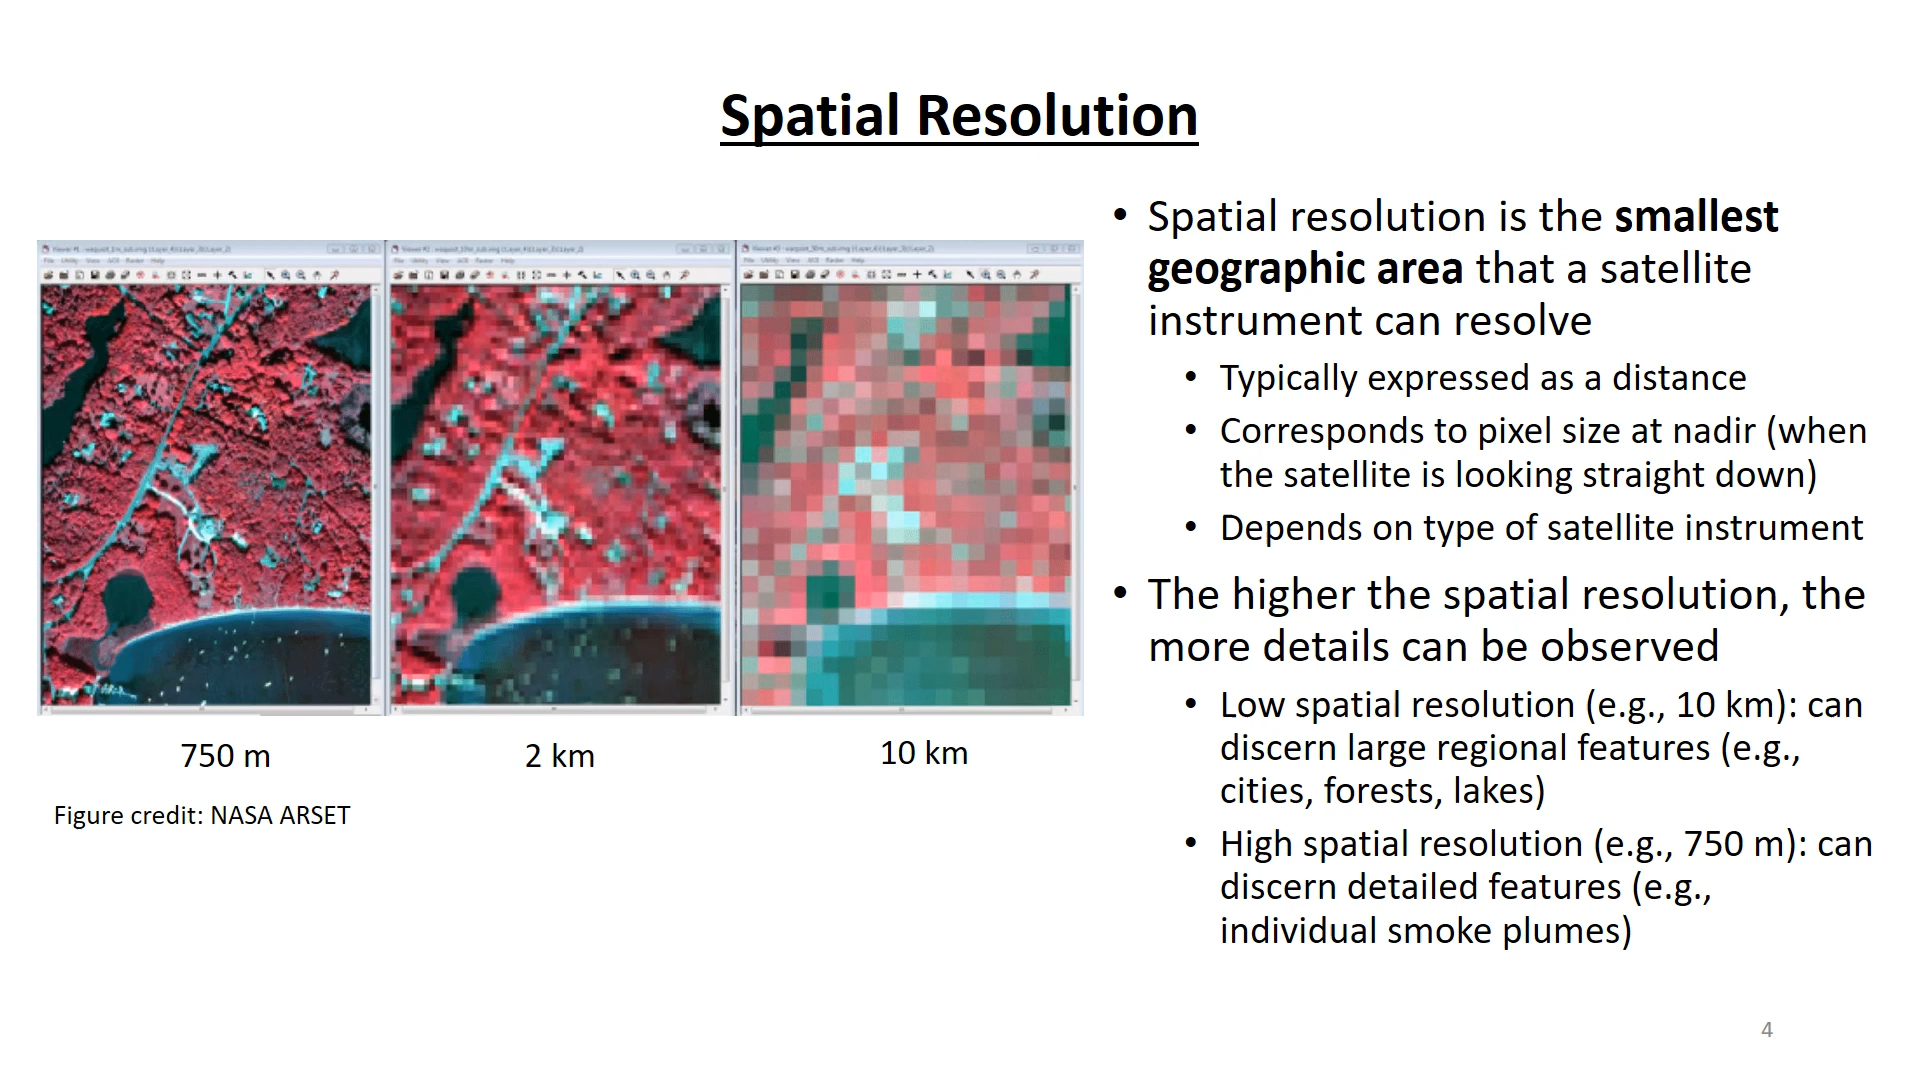 Spatial Resolution
750 m
2 km
10 km
Figure credit: NASA ARSET
• Spatial resolution is the smallest
geographic area that a satellite
instrument can resolve
• Typically expressed as a distance
• Corresponds to pixel size at nadir (when
the satellite is looking straight down)
• Depends on type of satellite instrument
• The higher the spatial resolution, the
more details can be observed
• Low spatial resolution (e.g., 10 km): can
discern large regional features (e.g.,
cities, forests, lakes)
• High spatial resolution (e.g., 750 m): can
discern detailed features (e.g.,
individual smoke plumes)
4